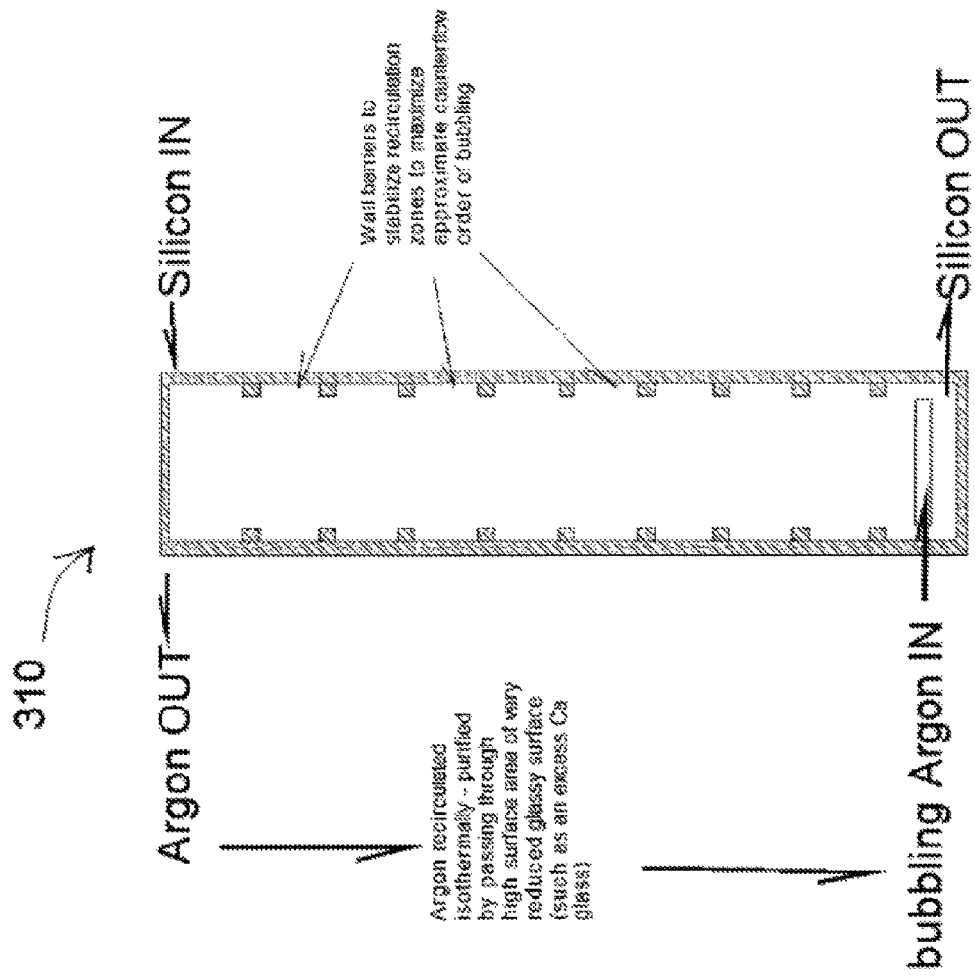 310
Argon OUT
Silicon IN
Wall barriers to
stabilize recirculation
zones to maximize
approximate counterflow
order of bubbling
Argon recirculated
isothermally - purified
by passing through
high surface area of very
reduced glassy surface
(such as an excess Ca
glass)
bubbling Argon IN
Silicon OUT